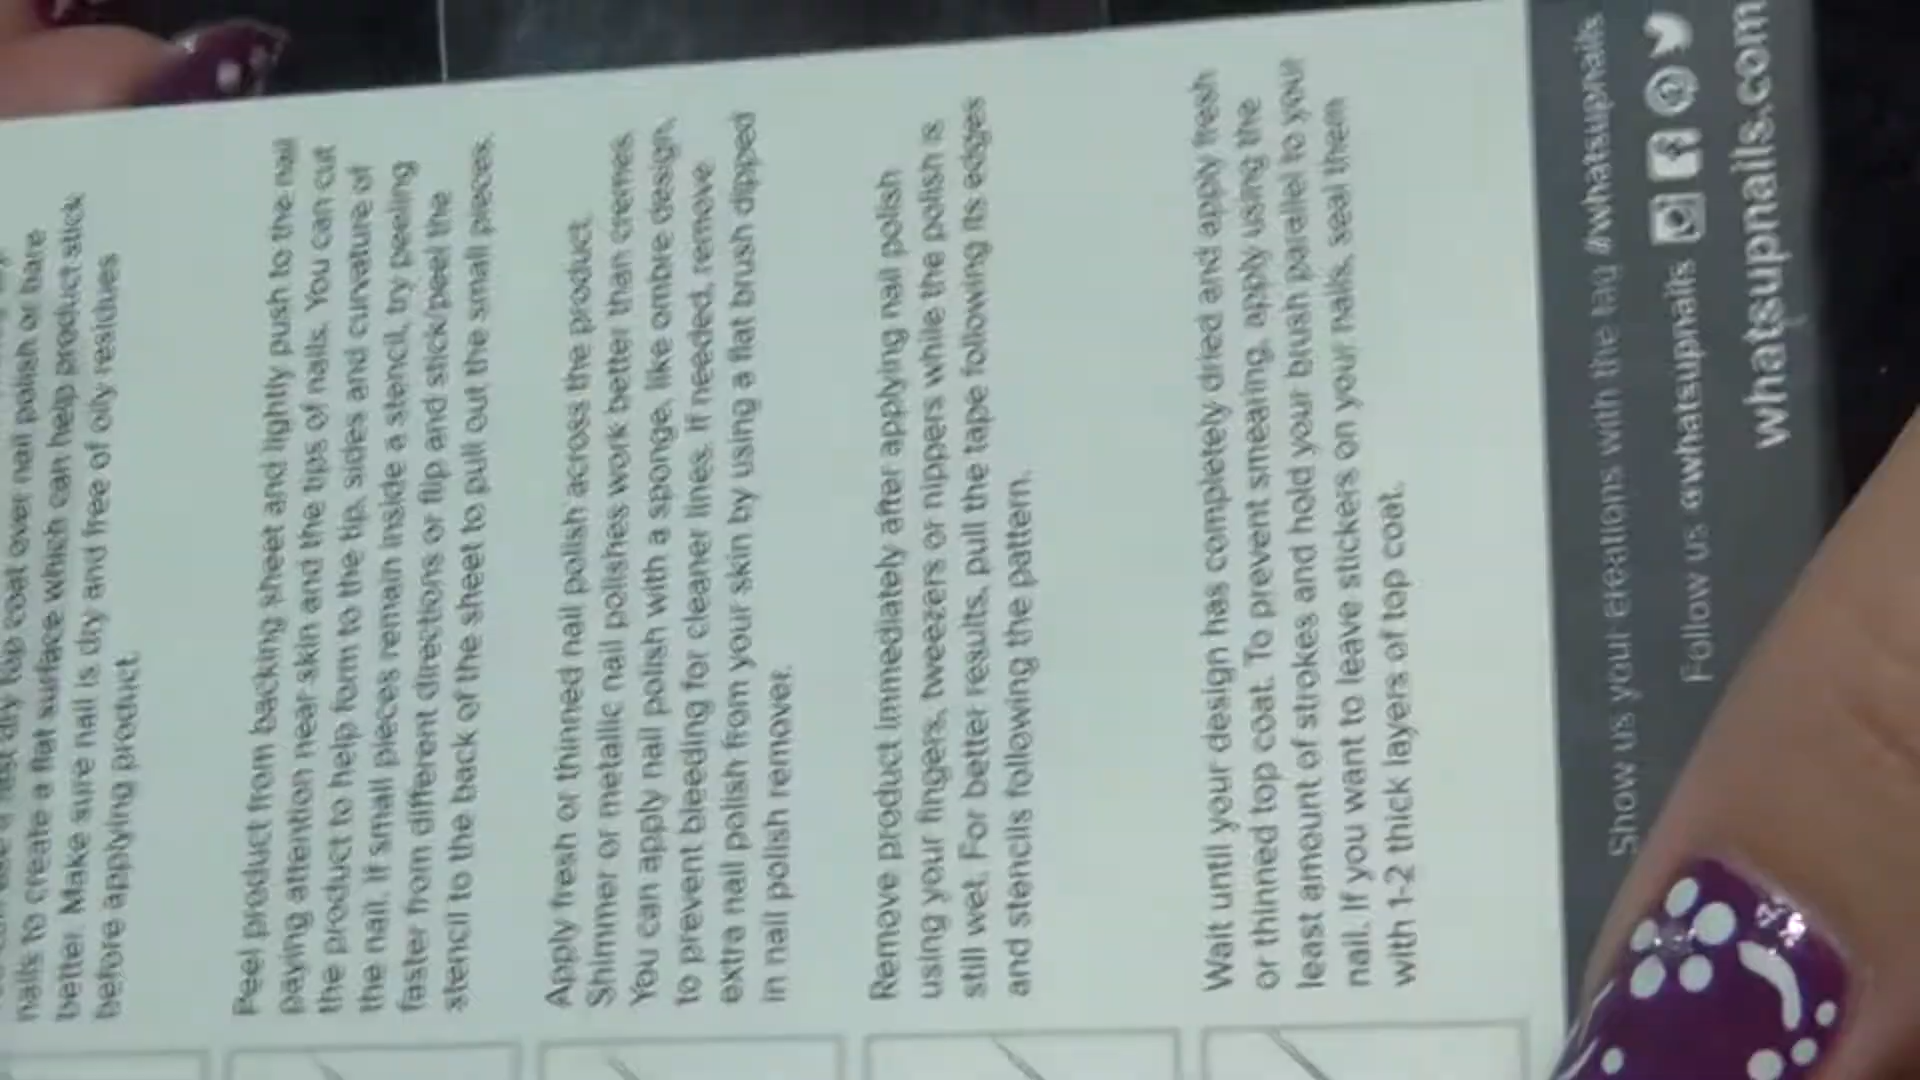 dry top coat over nail polish or bare
nails to create a flat surface which can help product stick
better. Make sure nail is dry and free of oily residues
before applying product.
Peel product from backing sheet and lightly push to the nail
paying attention near skin and the tips of nails. You can cut
the product to help form to the tip, sides and curvature of
the nail. If small pieces remain inside a stencil, try peeling
faster from different directions or flip and stick/peel the
stencil to the back of the sheet to pull out the small pieces.
Apply fresh or thinned nail polish across the product.
Shimmer or metallic nail polishes work better than cremes.
You can apply nail polish with a sponge, like ombre design,
to prevent bleeding for cleaner lines. If needed, remove
extra nail polish from your skin by using a flat brush dipped
in nail polish remover.
Remove product immediately after applying nail polish
using your fingers, tweezers or nippers while the polish is
still wet. For better results, pull the tape following its edges
and stencils following the pattern.
Wait until your design has completely dried and apply fresh
or thinned top coat. To prevent smearing, apply using the
least amount of strokes and hold your brush parallel to your
nail. If you want to leave stickers on your nails, seal them
with 1-2 thick layers of top coat.
Show us your creations with the tag #whatsupnails
Follow us @whatsupnails
whatsupnails.com